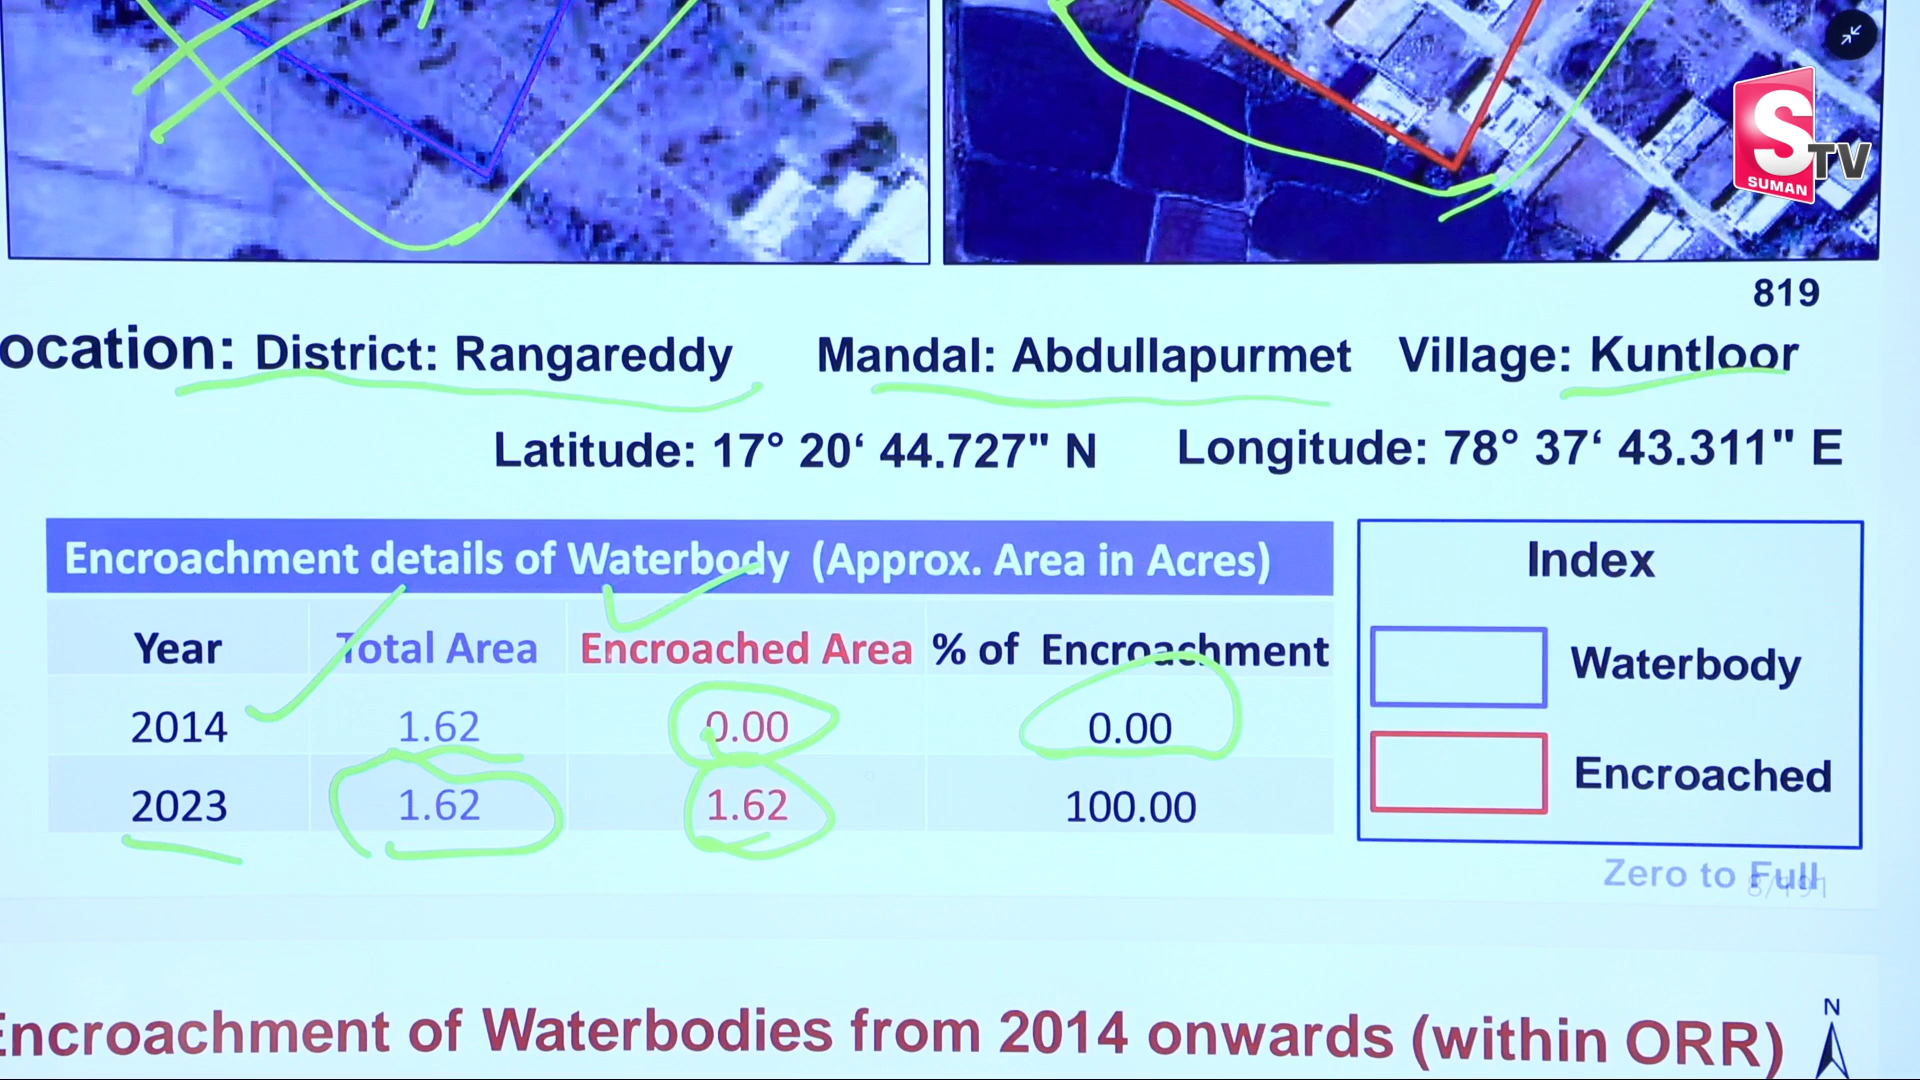 S
TV
SUMAN
819
ocation: District: Rangareddy Mandal: Abdullapurmet Village: Kuntloor
Latitude: 17° 20‘ 44.727" N Longitude: 78° 37‘ 43.311" E
Encroachment details of Waterbody (Approx. Area in Acres)
Year Total Area Encroached Area % of Encroachment
2014 1.62 0.00 0.00
2023 1.62 1.62 100.00
Index
Waterbody
Encroached
Zero to Full
8/191
Encroachment of Waterbodies from 2014 onwards (within ORR)
N